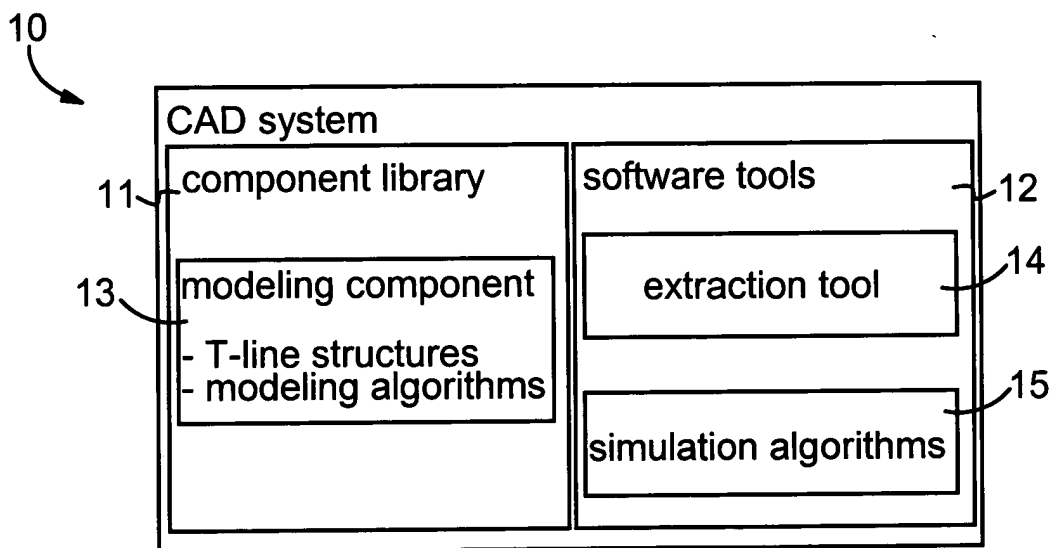 10
CAD system
component library
11
modeling component
13
- T-line structures
- modeling algorithms
software tools
12
extraction tool
14
simulation algorithms
15